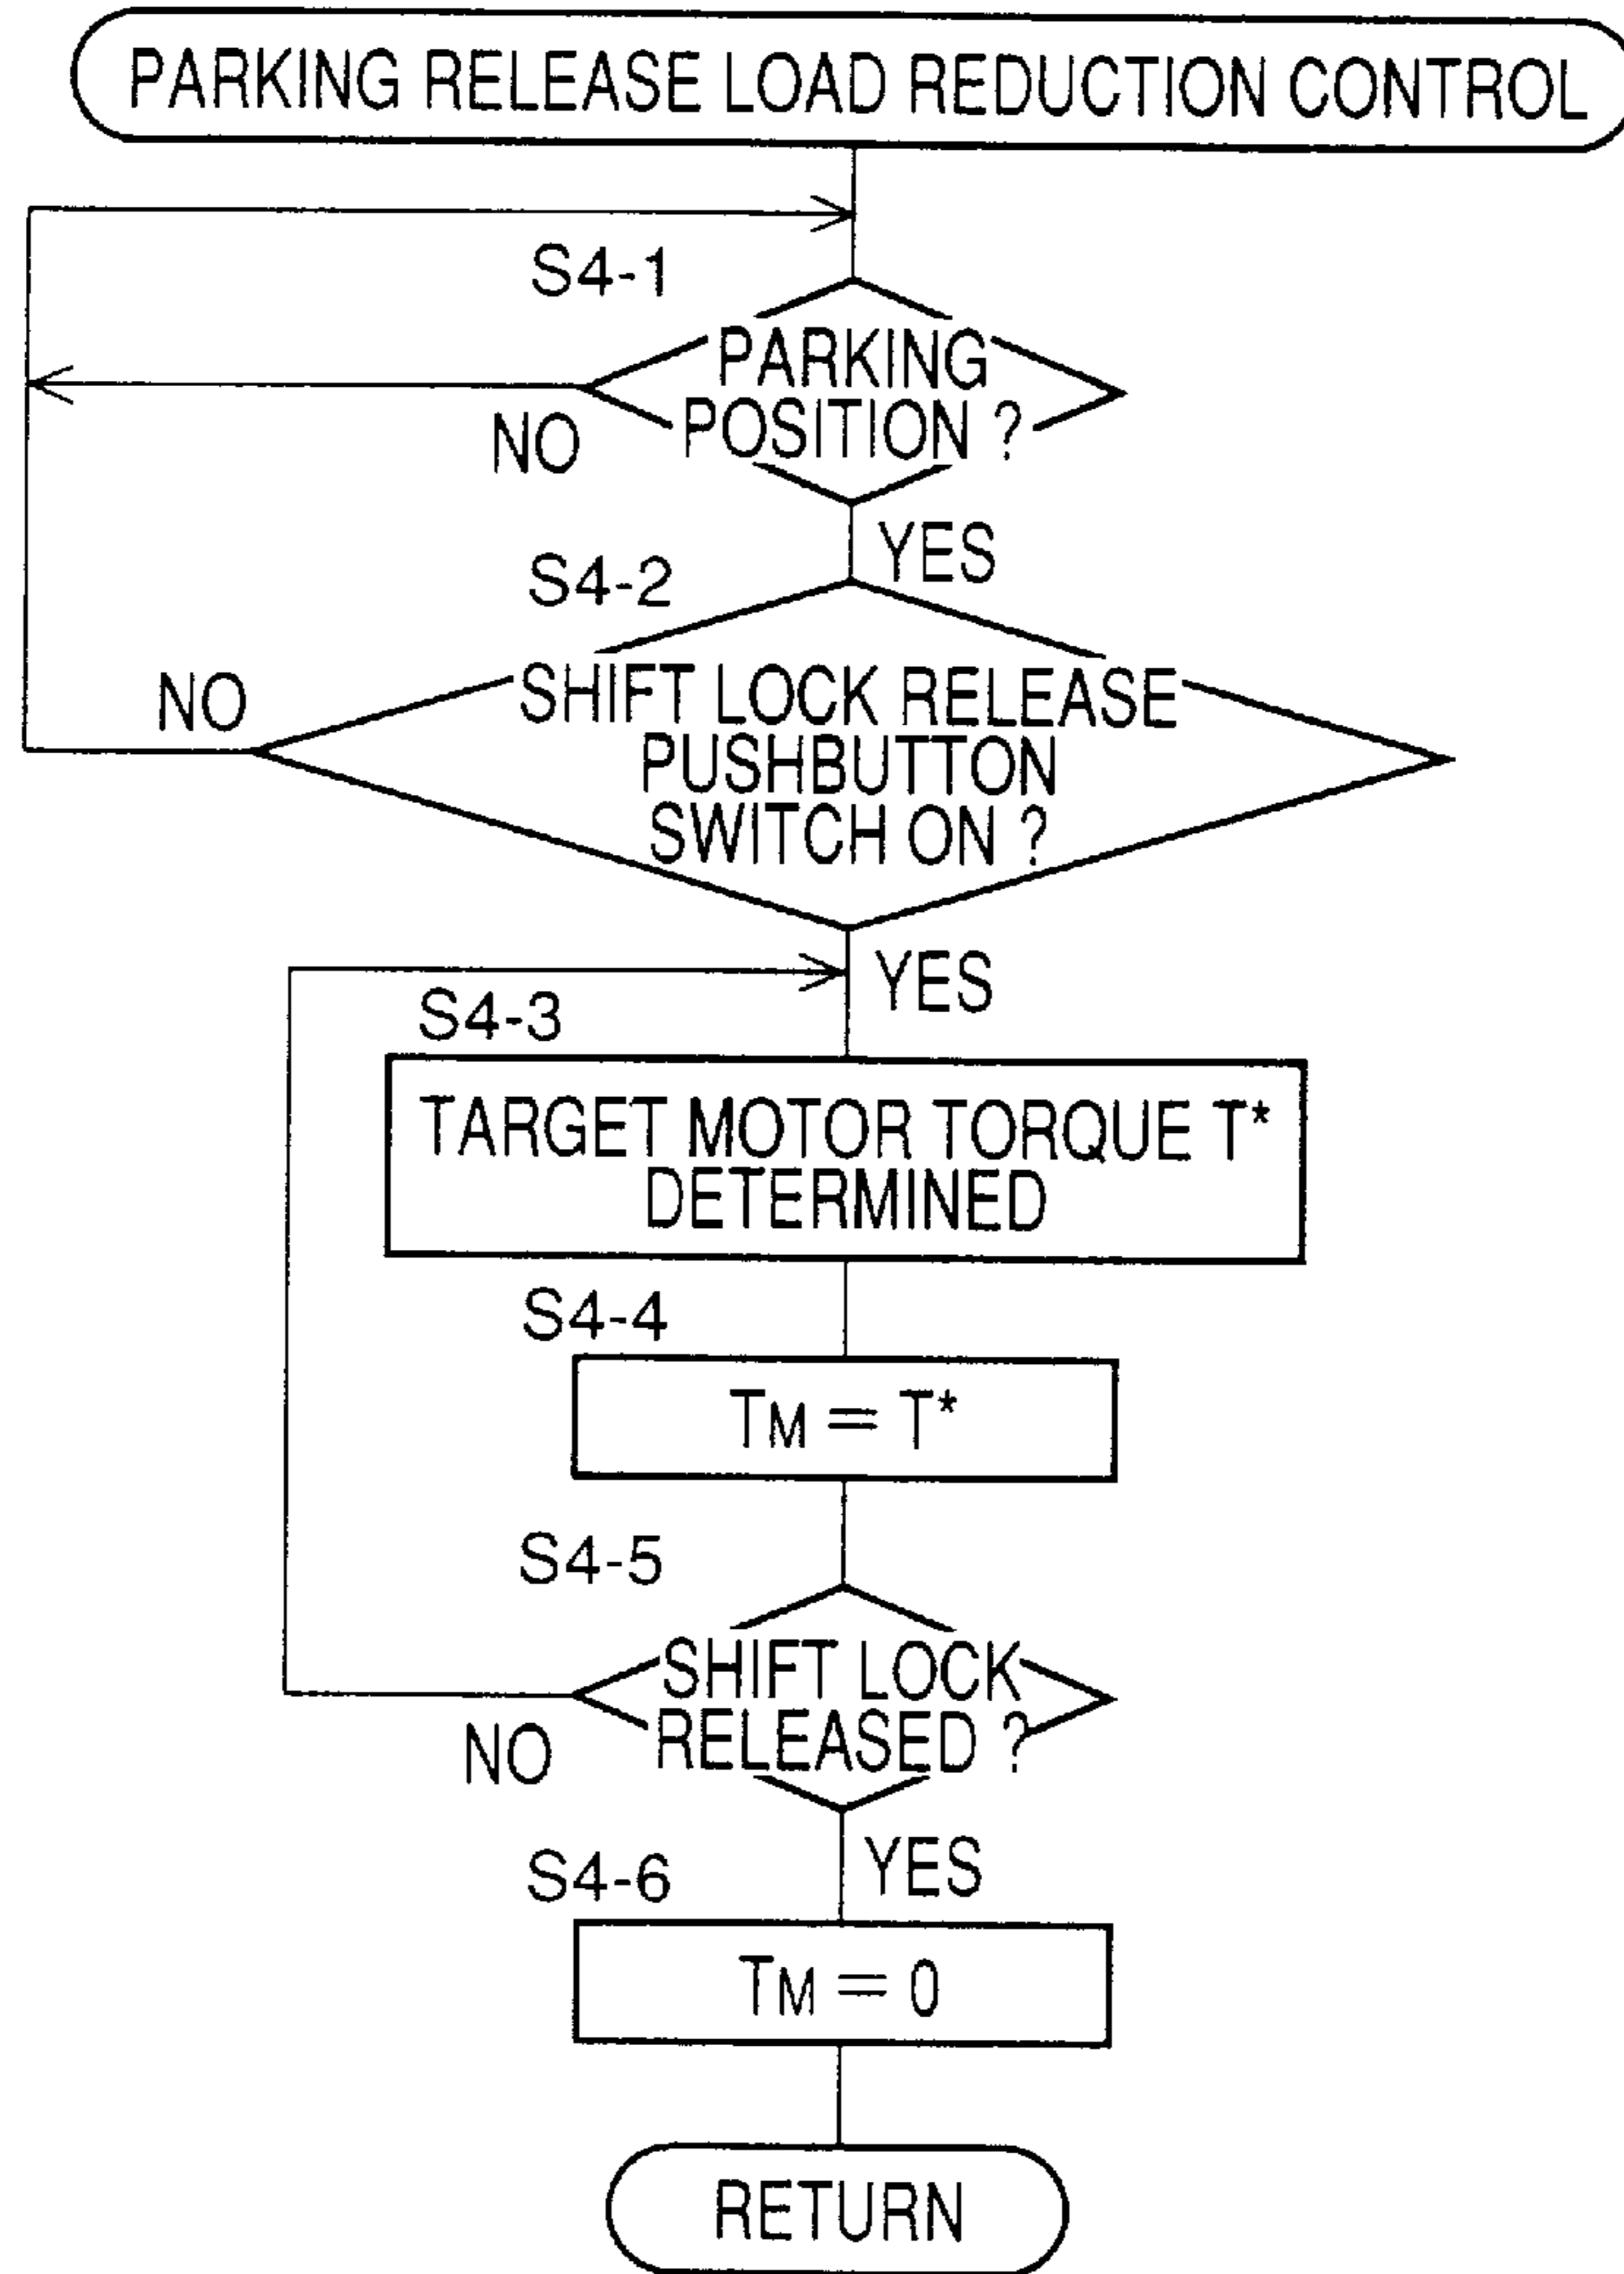 PARKING RELEASE LOAD REDUCTION CONTROL
S4-1
PARKING
POSITION ?
NO
YES
S4-2
SHIFT LOCK RELEASE
PUSHBUTTON
SWITCH ON ?
NO
YES
S4-3
TARGET MOTOR TORQUE T*
DETERMINED
S4-4
TM = T*
S4-5
SHIFT LOCK
RELEASED ?
NO
YES
S4-6
TM = 0
RETURN